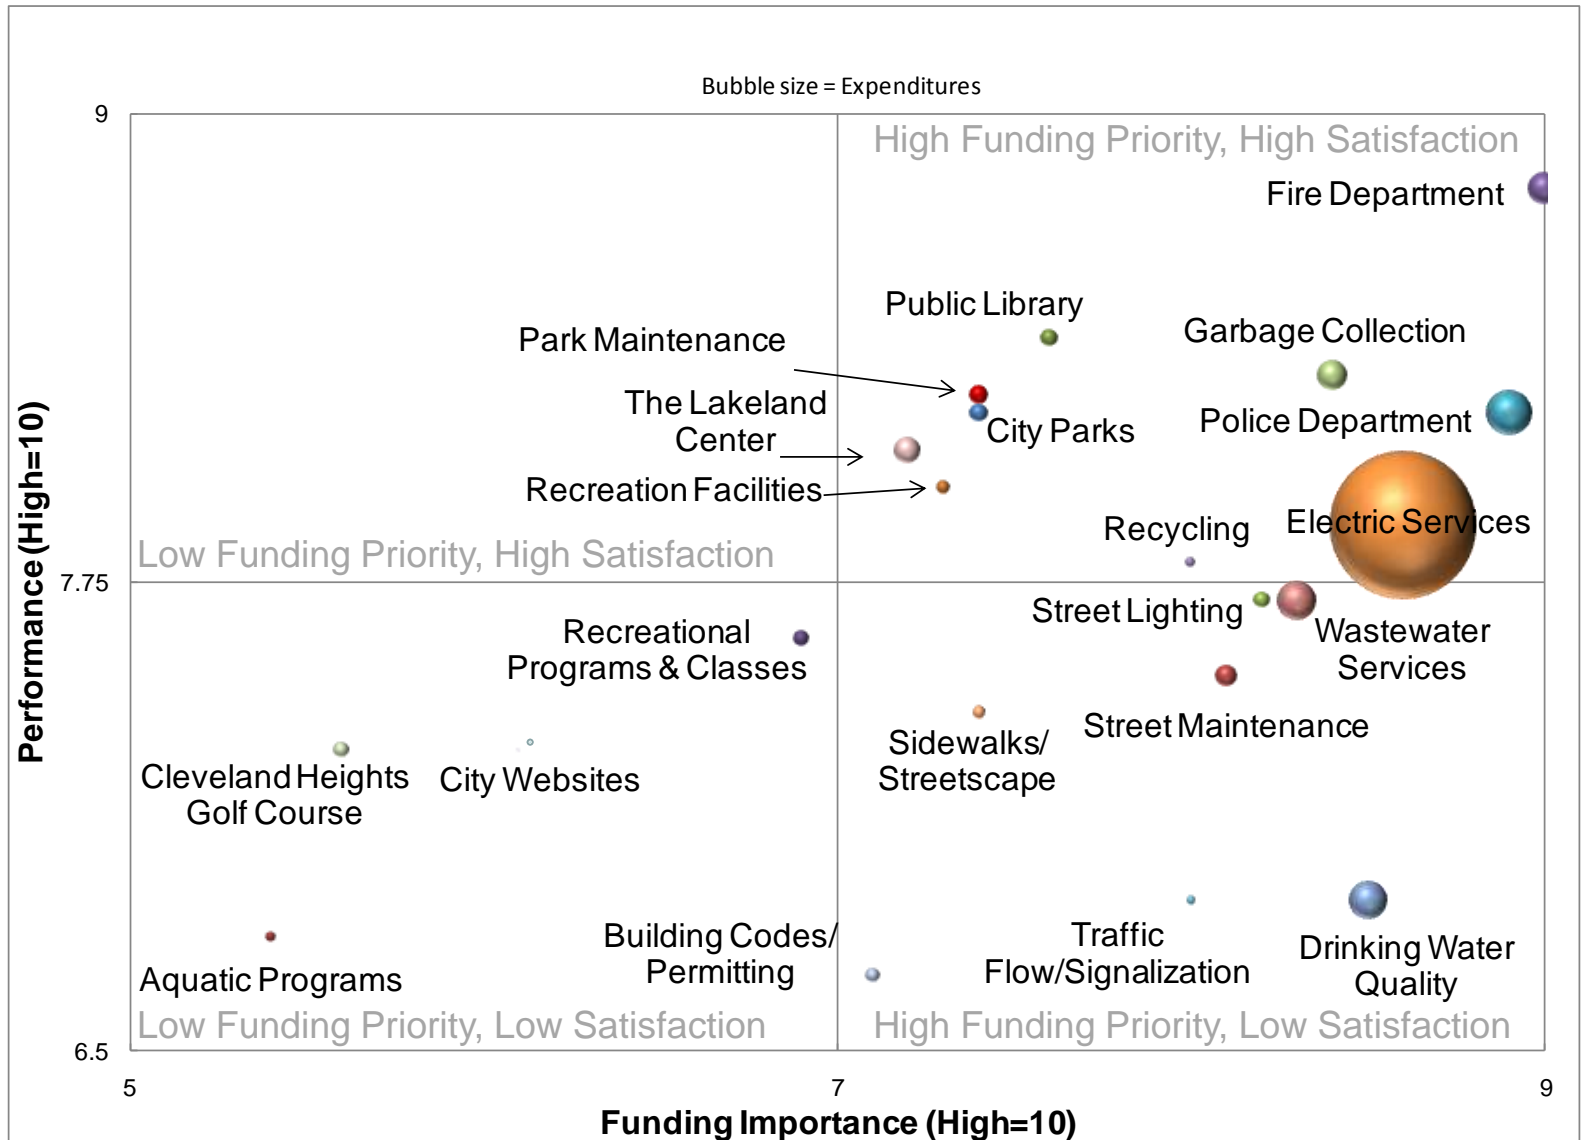 Bubble size = Expenditures
9
High Funding Priority, High Satisfaction
Fire Department
Public Library
Garbage Collection
Park Maintenance
The Lakeland
Center
City Parks
Police Department
Recreation Facilities
Recycling
Electric Services
Low Funding Priority, High Satisfaction
7.75
Street Lighting
Wastewater
Services
Recreational
Programs & Classes
Street Maintenance
Sidewalks/
Streetscape
Cleveland Heights
Golf Course
City Websites
Aquatic Programs
Building Codes/
Permitting
Traffic
Flow/Signalization
Drinking Water
Quality
Low Funding Priority, Low Satisfaction
High Funding Priority, Low Satisfaction
6.5
5
7
9
Performance (High=10)
Funding Importance (High=10)